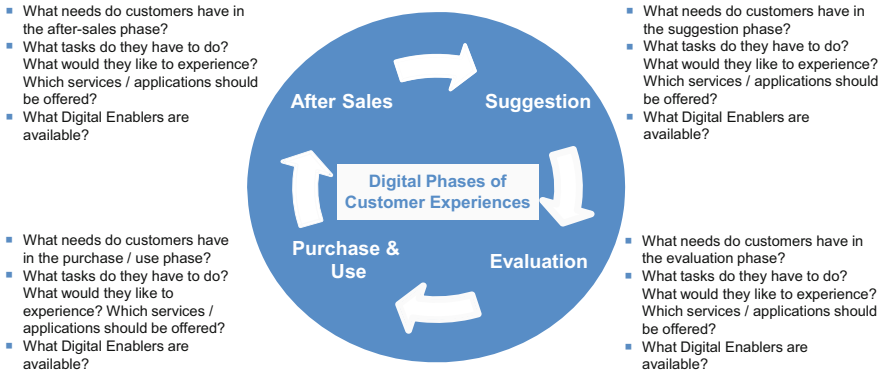 ▪ What needs do customers have in
the after-sales phase?
▪ What tasks do they have to do?
What would they like to experience?
Which services / applications should
be offered?
▪ What Digital Enablers are
available?
▪ What needs do customers have in
the suggestion phase?
▪ What tasks do they have to do?
What would they like to experience?
Which services / applications should
be offered?
▪ What Digital Enablers are
available?
After Sales
Suggestion
Digital Phases of
Customer Experiences
Purchase &
Use
Evaluation
▪ What needs do customers have
in the purchase / use phase?
▪ What tasks do they have to do?
What would they like to
experience? Which services /
applications should be offered?
▪ What Digital Enablers are
available?
▪ What needs do customers have in
the evaluation phase?
▪ What tasks do they have to do?
What would they like to experience?
Which services / applications should
be offered?
▪ What Digital Enablers are
available?